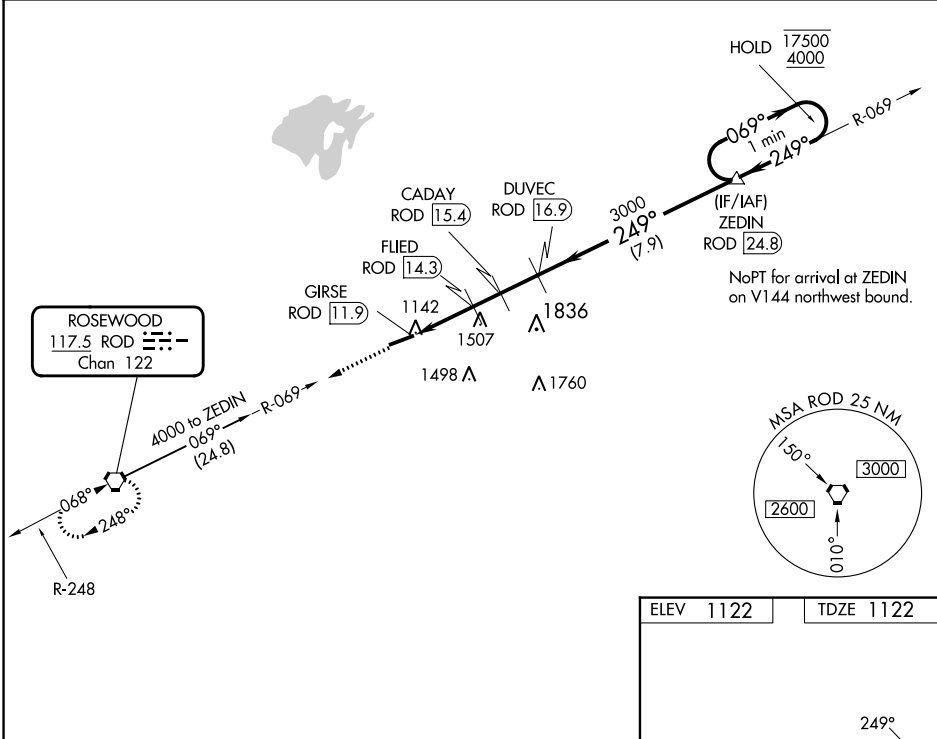 HOLD 17500
4000
069°
1 min
249°
R-069
(IF/IAF)
ZEDIN
ROD 24.8
NoPT for arrival at ZEDIN
on V144 northwest bound.
3000
249°
(7.9)
DUVEC
ROD 16.9
CADAY
ROD 15.4
FLIED
ROD 14.3
GIRSE
ROD 11.9
1142
1507
1836
1498
1760
ROSEWOOD
117.5 ROD
Chan 122
4000 to ZEDIN
069°
(24.8)
R-069
068°
248°
R-248
MSA ROD 25 NM
150°
3000
2600
010°
ELEV 1122
TDZE 1122
249°